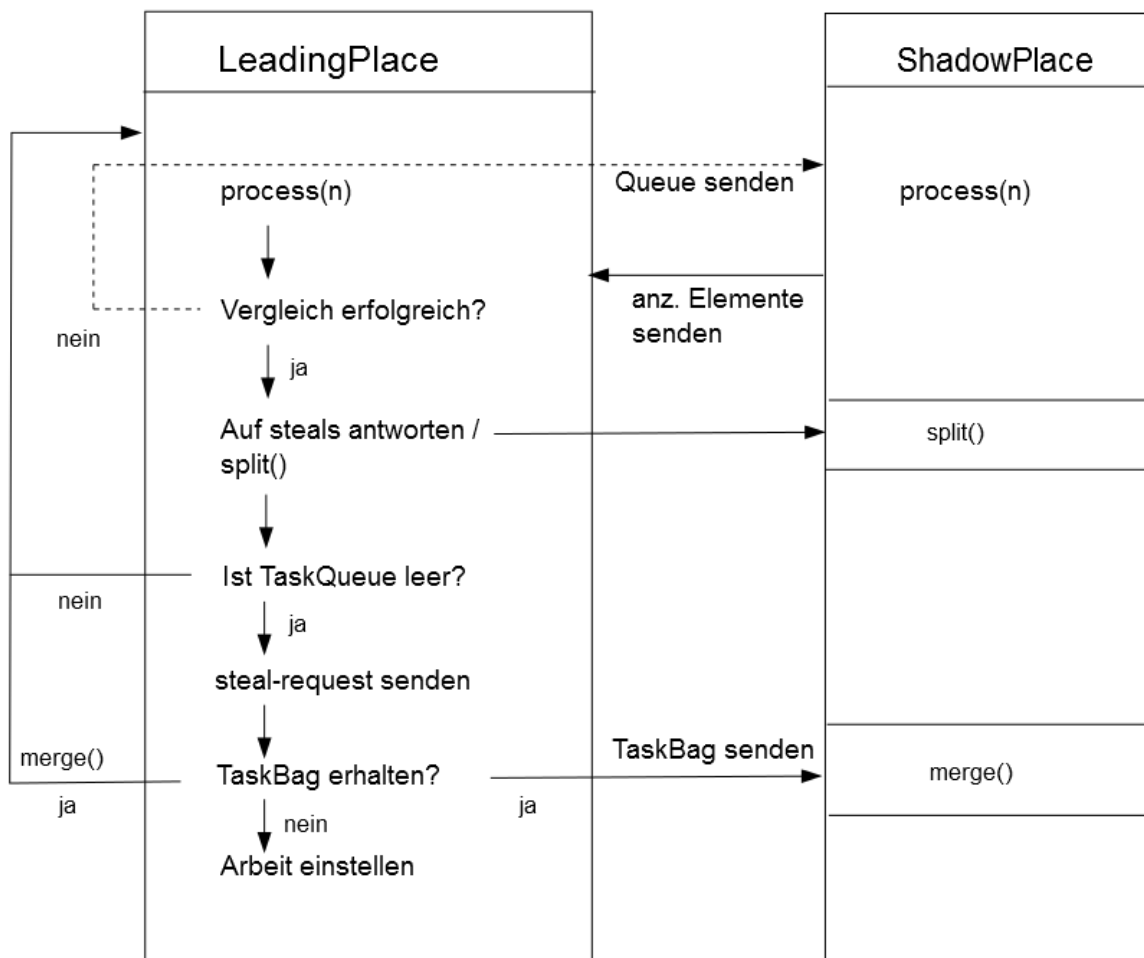 LeadingPlace
ShadowPlace
Queue senden
process(n)
process(n)
anz. Elemente
senden
Vergleich erfolgreich?
nein
ja
Auf steals antworten /
split()
split()
Ist TaskQueue leer?
nein
ja
steal-request senden
TaskBag senden
merge()
TaskBag erhalten?
merge()
ja
ja
nein
Arbeit einstellen